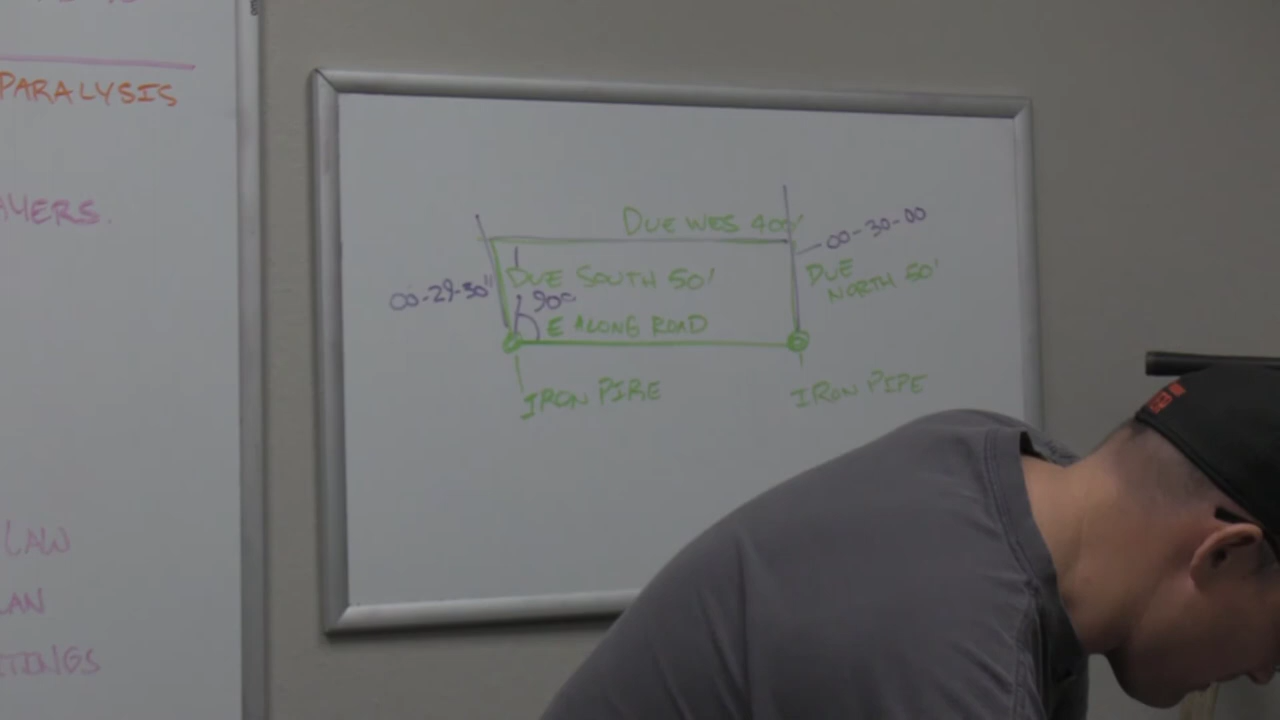 PARALYSIS
AYERS.
LAW
LAN
TTINGS
DUE WES 400'
00-30-00
DUE SOUTH 50'
DUE
NORTH 50'
00-29-30"
90°
E ALONG ROAD
IRON PIPE
IRON PIPE